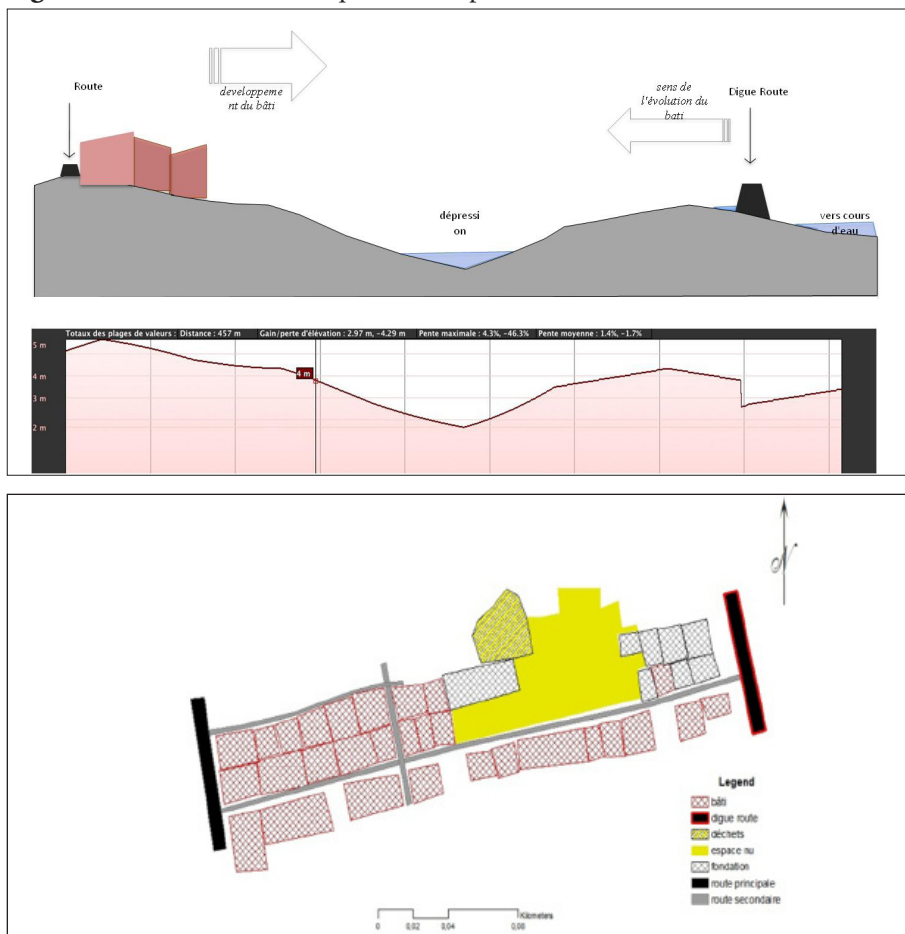 Route
developpeme
nt du bâti
sens de
l'évolution du
bati
Digue Route
dépressi
on
vers cours
d'eau
Totaux des plages de valeurs : Distance : 457 m Gain/perte d'élévation : 2.97 m, -4.29 m Pente maximale : 4.3%, -46.3% Pente moyenne : 1.4%, -1.7%
5 m
4 m
4 m
3 m
2 m
N
Legend
bâti
digue route
déchets
espace nu
fondation
route principale
route secondaire
Kilometers
0 0,02 0,04 0,08